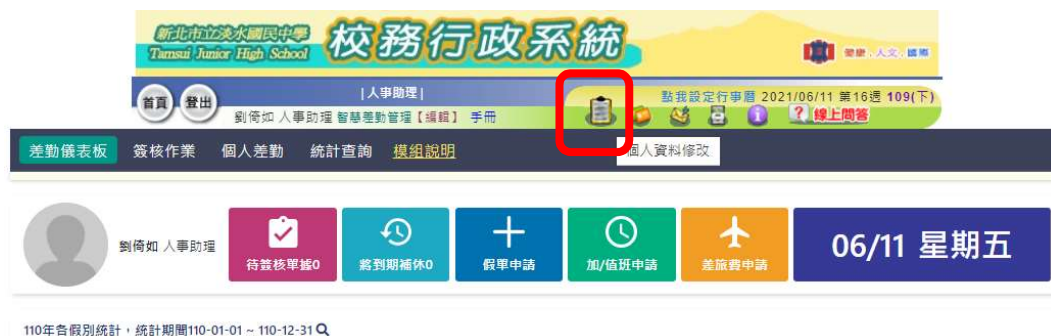 新北市立淡水國民中學
Tamsui Junior High School
校務行政系統
健康.人文.國際
首頁
登出
|人事助理|
劉倚如 人事助理 智慧差勤管理【編輯】 手冊
點我設定行事曆 2021/06/11 第16週 109(下)
線上問答
差勤儀表板 簽核作業 個人差勤 統計查詢 模組說明
個人資料修改
劉倚如 人事助理
待簽核單據0
將到期補休0
假單申請
加/值班申請
差旅費申請
06/11 星期五
110年各假別統計,統計期間110-01-01 ~ 110-12-31